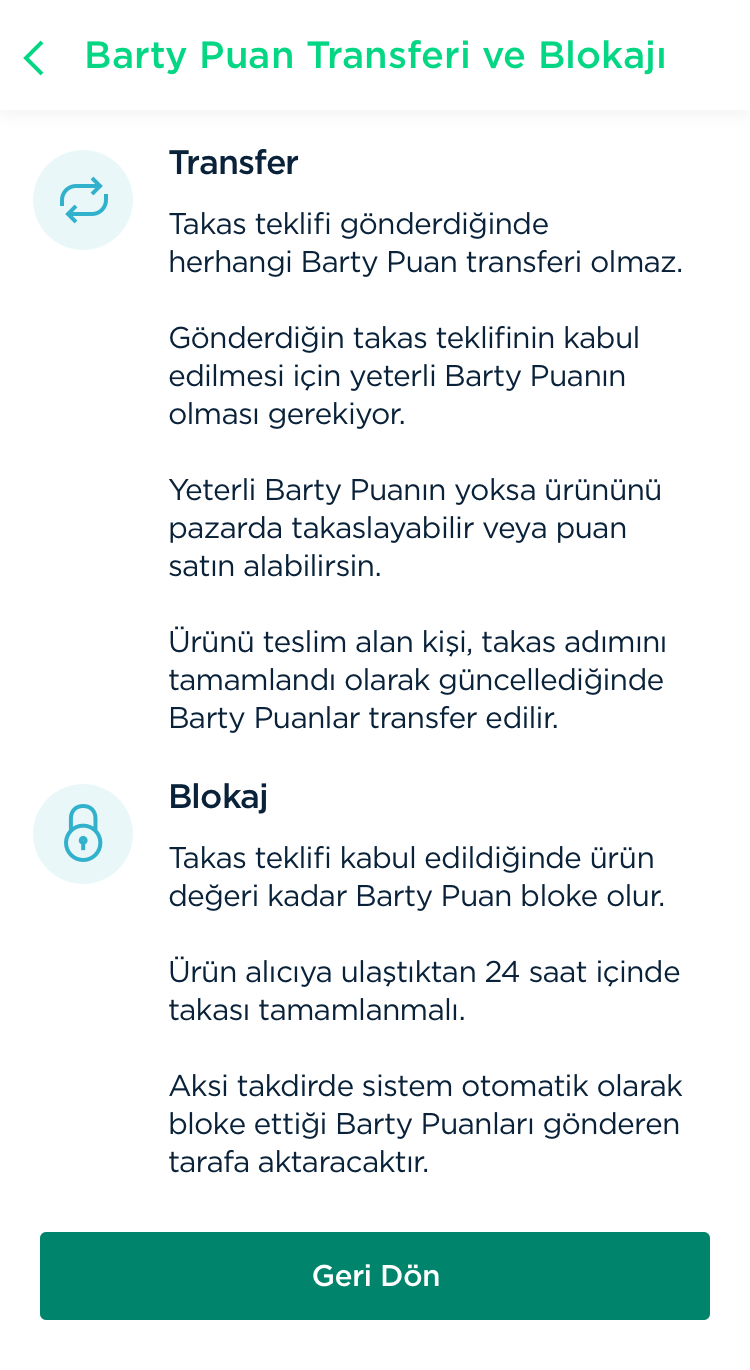 Barty Puan Transferi ve Blokajı
Transfer
Takas teklifi gönderdiğinde
herhangi Barty Puan transferi olmaz.
Gönderdiğin takas teklifinin kabul
edilmesi için yeterli Barty Puanın
olması gerekiyor.
Yeterli Barty Puanın yoksa ürününü
pazarda takaslayabilir veya puan
satın alabilirsin.
Ürünü teslim alan kişi, takas adımını
tamamlandı olarak güncellediğinde
Barty Puanlar transfer edilir.
Blokaj
Takas teklifi kabul edildiğinde ürün
değeri kadar Barty Puan bloke olur.
Ürün alıcıya ulaştıktan 24 saat içinde
takası tamamlanmalı.
Aksi takdirde sistem otomatik olarak
bloke ettiği Barty Puanları gönderen
tarafa aktaracaktır.
Geri Dön